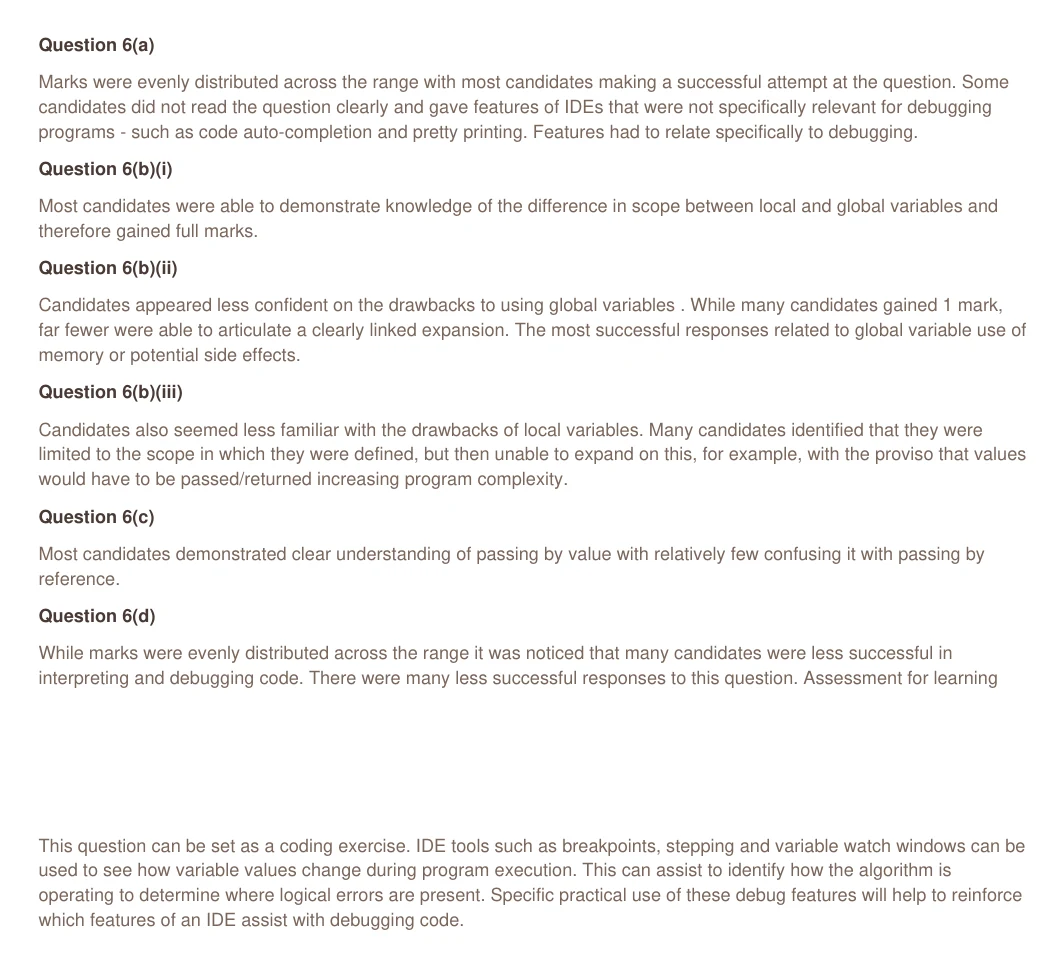 Question 6(a)
Marks were evenly distributed across the range with most candidates making a successful attempt at the question. Some
candidates did not read the question clearly and gave features of IDEs that were not specifically relevant for debugging
programs - such as code auto-completion and pretty printing. Features had to relate specifically to debugging.
Question 6(b)(i)
Most candidates were able to demonstrate knowledge of the difference in scope between local and global variables and
therefore gained full marks.
Question 6(b)(ii)
Candidates appeared less confident on the drawbacks to using global variables . While many candidates gained 1 mark,
far fewer were able to articulate a clearly linked expansion. The most successful responses related to global variable use of
memory or potential side effects.
Question 6(b)(iii)
Candidates also seemed less familiar with the drawbacks of local variables. Many candidates identified that they were
limited to the scope in which they were defined, but then unable to expand on this, for example, with the proviso that values
would have to be passed/returned increasing program complexity.
Question 6(c)
Most candidates demonstrated clear understanding of passing by value with relatively few confusing it with passing by
reference.
Question 6(d)
While marks were evenly distributed across the range it was noticed that many candidates were less successful in
interpreting and debugging code. There were many less successful responses to this question. Assessment for learning
This question can be set as a coding exercise. IDE tools such as breakpoints, stepping and variable watch windows can be
used to see how variable values change during program execution. This can assist to identify how the algorithm is
operating to determine where logical errors are present. Specific practical use of these debug features will help to reinforce
which features of an IDE assist with debugging code.